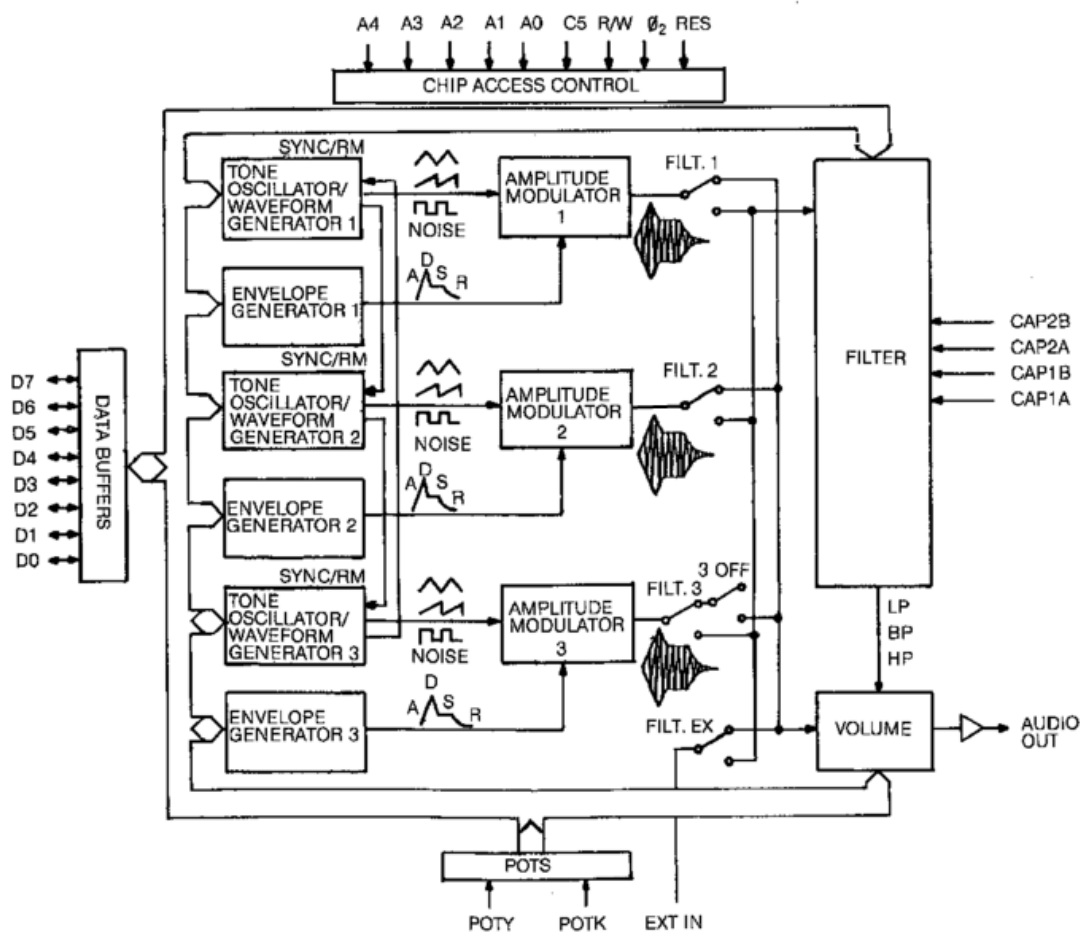 A4 A3 A2 A1 A0 C5 R/W Ø2 RES
CHIP ACCESS CONTROL
SYNC/RM
TONE
OSCILLATOR/
WAVEFORM
GENERATOR 1
NOISE
AMPLITUDE
MODULATOR
1
FILT. 1
ENVELOPE
GENERATOR 1
A D S R
SYNC/RM
TONE
OSCILLATOR/
WAVEFORM
GENERATOR 2
NOISE
AMPLITUDE
MODULATOR
2
FILT. 2
ENVELOPE
GENERATOR 2
A D S R
SYNC/RM
TONE
OSCILLATOR/
WAVEFORM
GENERATOR 3
NOISE
AMPLITUDE
MODULATOR
3
FILT. 3
3 OFF
ENVELOPE
GENERATOR 3
A D S R
FILT. EX
D7
D6
D5
D4
D3
D2
D1
D0
DATA BUFFERS
FILTER
CAP2B
CAP2A
CAP1B
CAP1A
LP
BP
HP
VOLUME
AUDIO
OUT
POTS
POTY
POTK
EXT IN